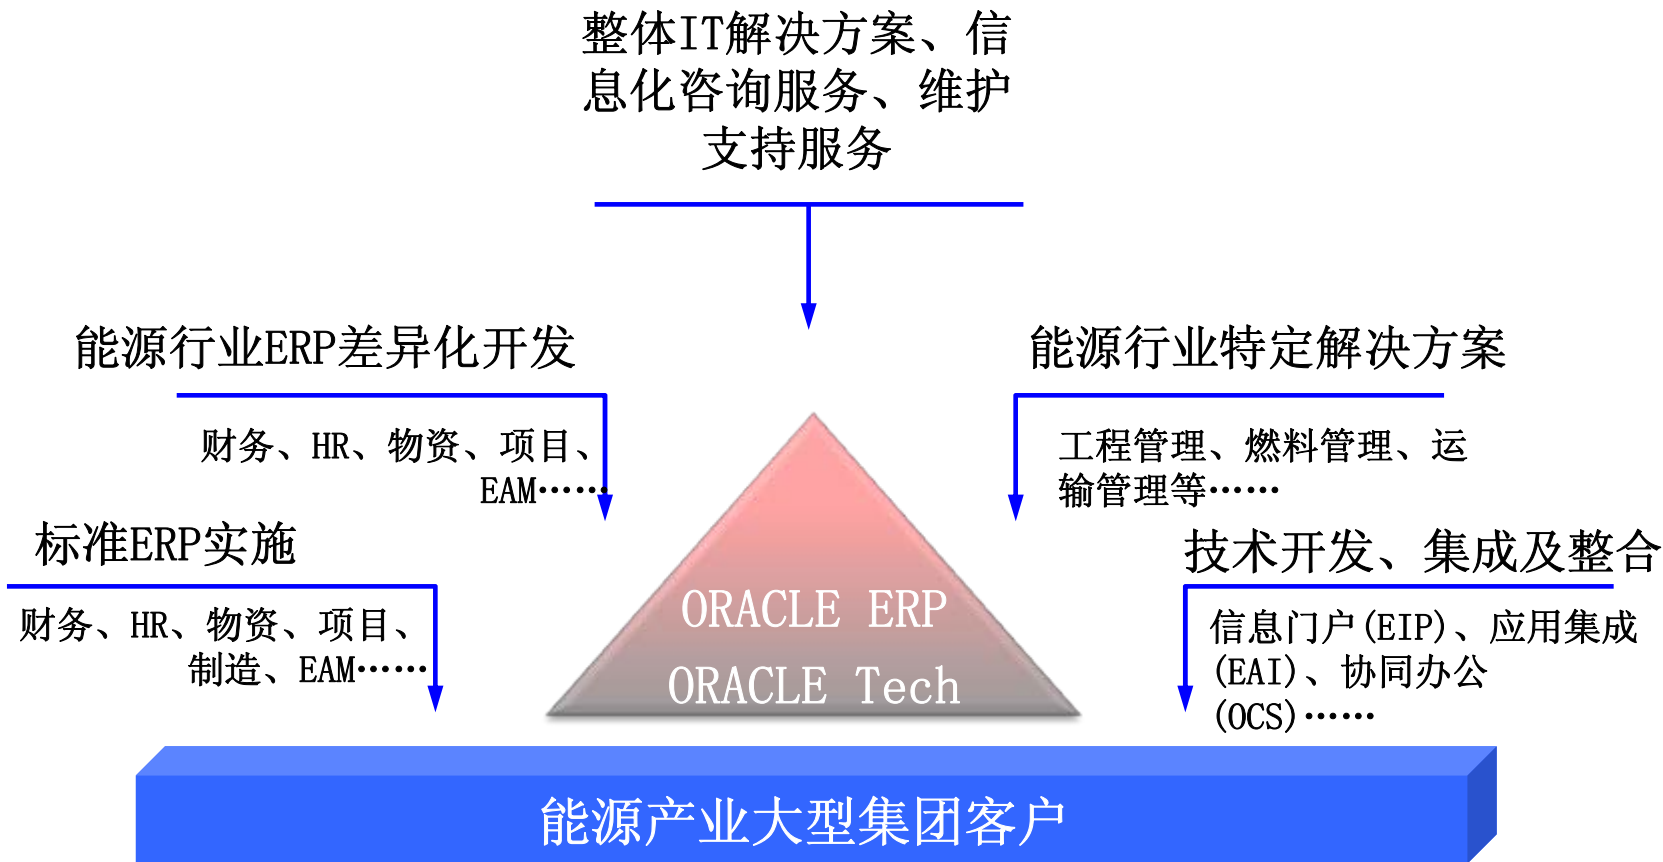 整体IT解决方案、信
息化咨询服务、维护
支持服务
能源行业ERP差异化开发
财务、HR、物资、项目、
EAM……
能源行业特定解决方案
工程管理、燃料管理、运
输管理等……
标准ERP实施
财务、HR、物资、项目、
制造、EAM……
技术开发、集成及整合
信息门户(EIP)、应用集成
(EAI)、协同办公
(OCS)……
ORACLE ERP
ORACLE Tech
能源产业大型集团客户